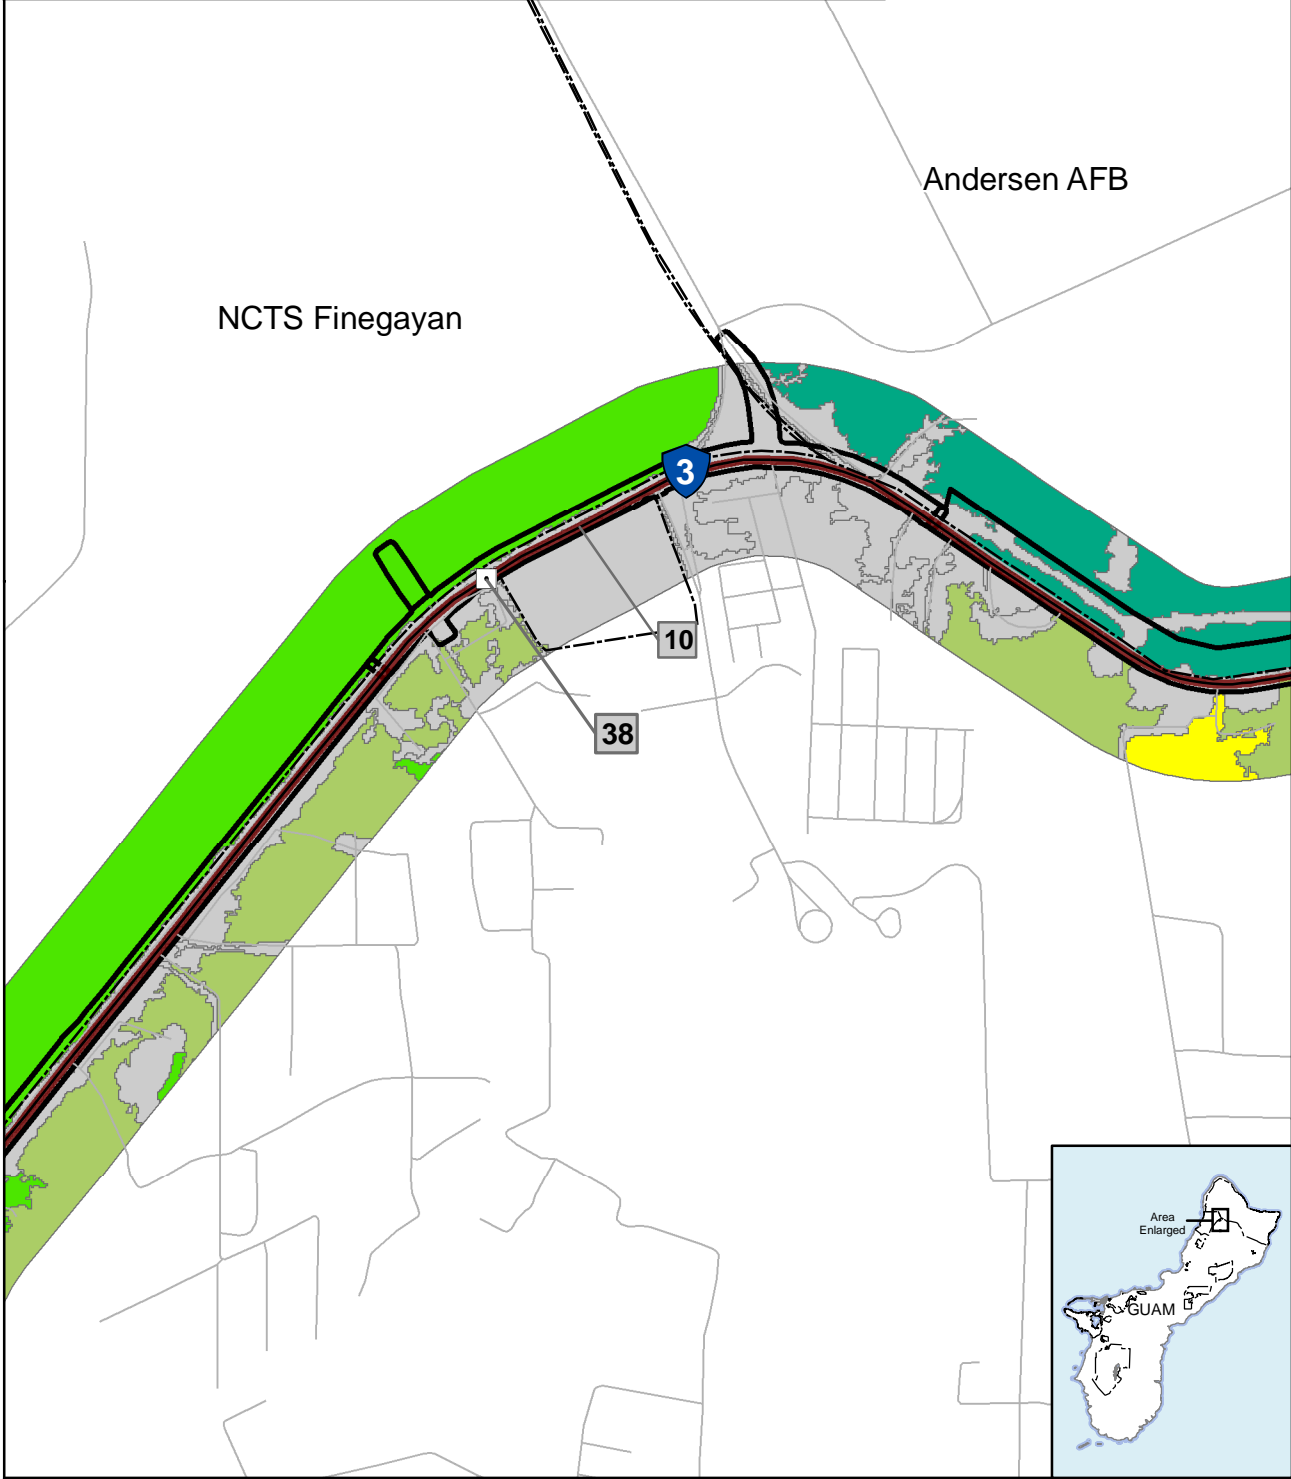 Andersen AFB
NCTS Finegayan
3
10
38
Area
Enlarged
GUAM